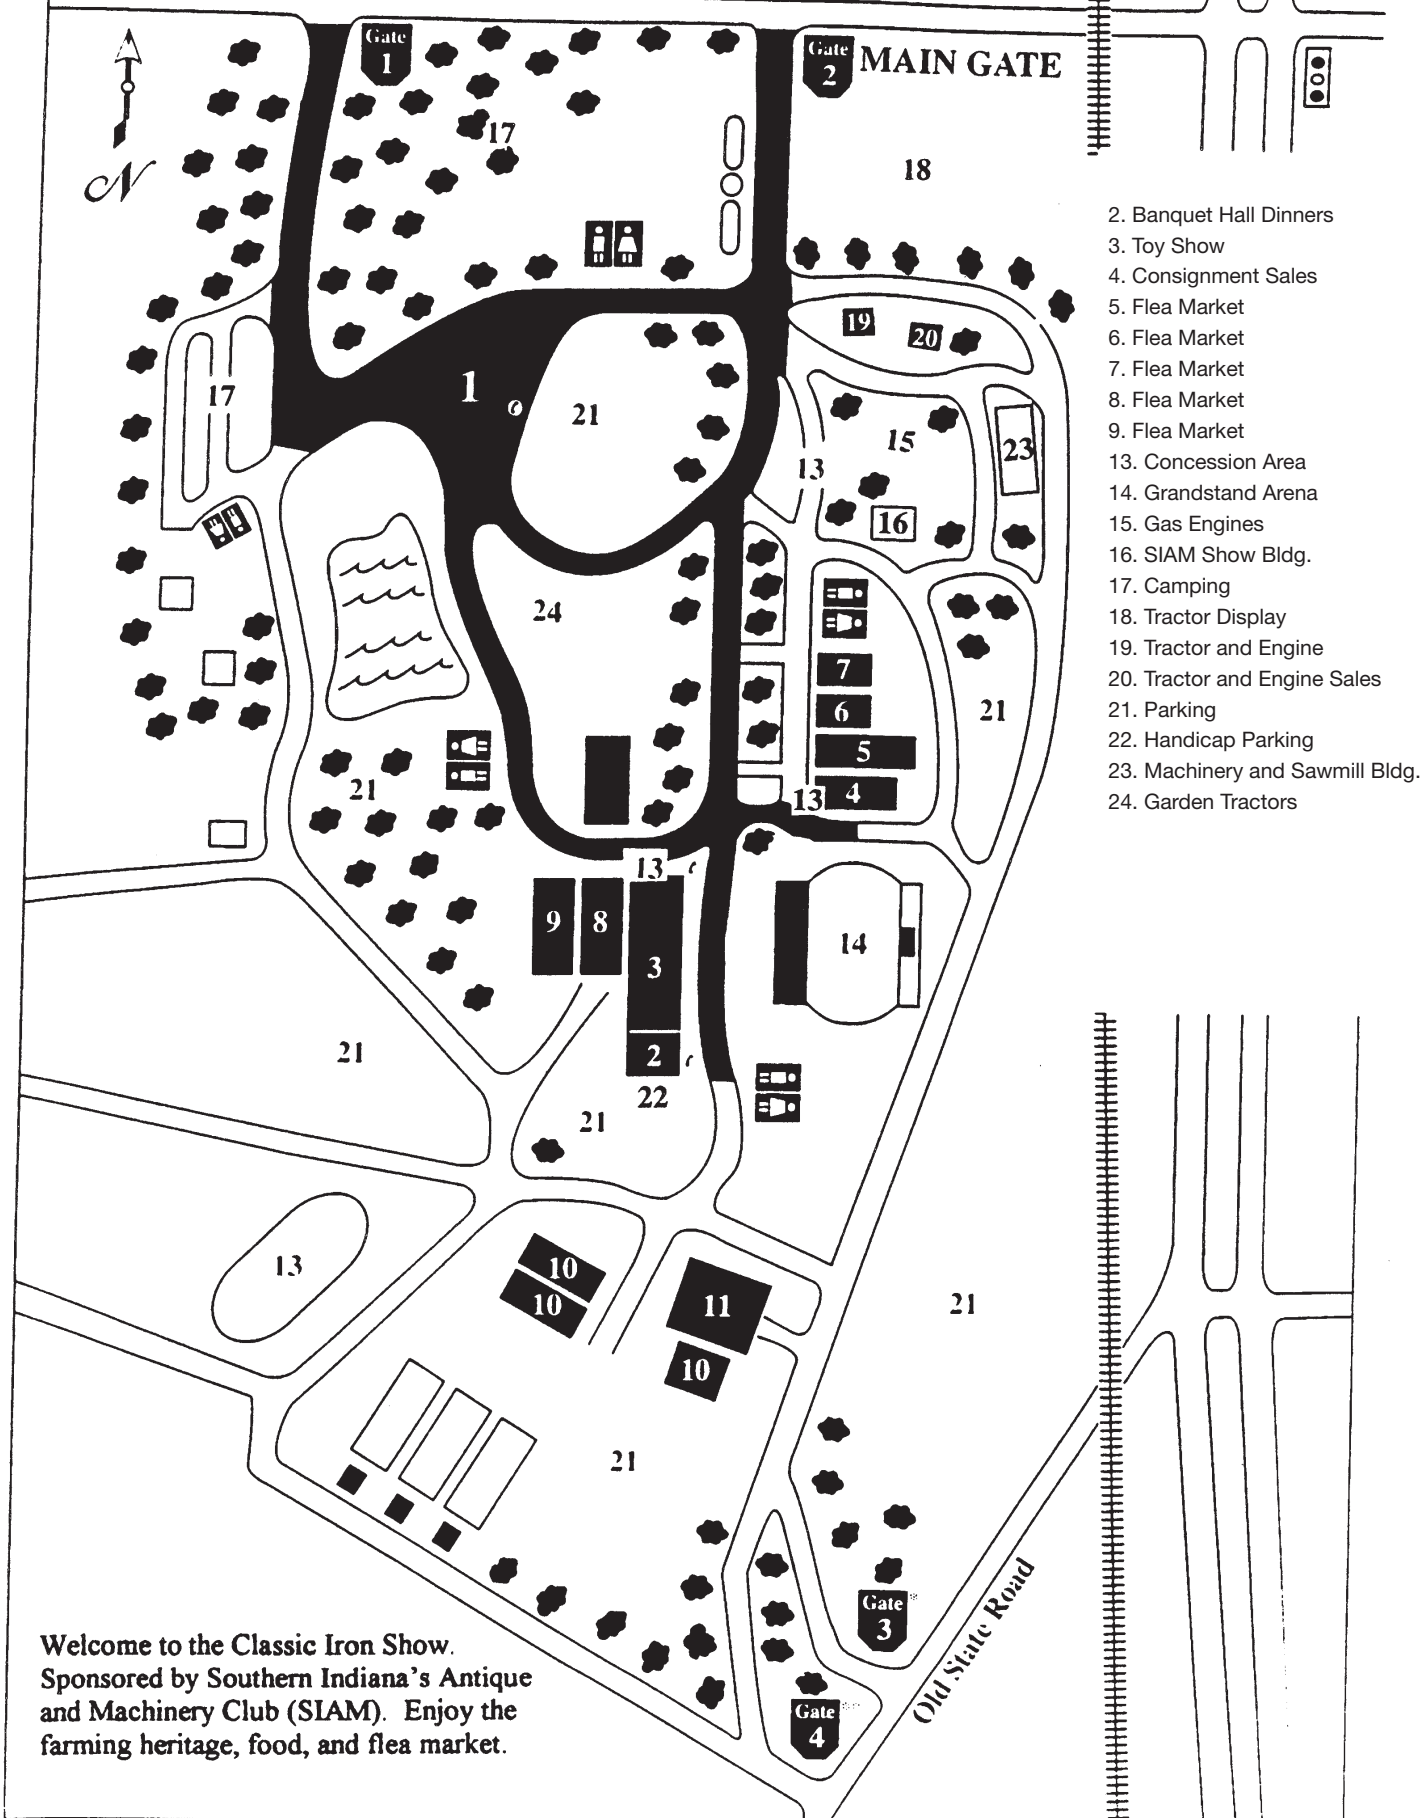 Gate
1
Gate
2
MAIN GATE
17
18
N
19
20
1
21
17
15
13
23
16
24
7
6
21
5
21
13
4
13
9
8
14
3
21
2
22
21
13
10
10
11
21
10
21
Gate
3
Gate
4
Old State Road
2. Banquet Hall Dinners
3. Toy Show
4. Consignment Sales
5. Flea Market
6. Flea Market
7. Flea Market
8. Flea Market
9. Flea Market
13. Concession Area
14. Grandstand Arena
15. Gas Engines
16. SIAM Show Bldg.
17. Camping
18. Tractor Display
19. Tractor and Engine
20. Tractor and Engine Sales
21. Parking
22. Handicap Parking
23. Machinery and Sawmill Bldg.
24. Garden Tractors
Welcome to the Classic Iron Show.
Sponsored by Southern Indiana's Antique
and Machinery Club (SIAM). Enjoy the
farming heritage, food, and flea market.